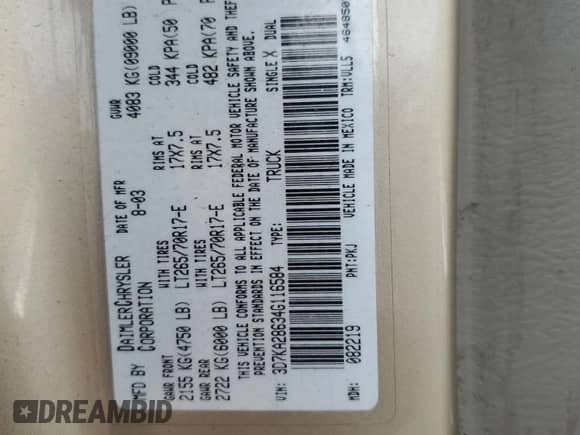 MFD BY DAIMLERCHRYSLER CORPORATION DATE OF MFR 8-03 GVWR 4083 KG(09000 LB)
GAWR FRONT WITH TIRES RIMS AT COLD
2155 KG(4750 LB) LT265/70R17-E 17X7.5 344 KPA(50 P
GAWR REAR WITH TIRES RIMS AT COLD
2722 KG(6000 LB) LT265/70R17-E 17X7.5 482 KPA(70 P
THIS VEHICLE CONFORMS TO ALL APPLICABLE FEDERAL MOTOR VEHICLE SAFETY AND
PREVENTION STANDARDS IN EFFECT ON THE DATE OF MANUFACTURE SHOWN ABOVE.
VIN: 3D7KA28634G116584 TRUCK SINGLE X DUAL
MDH: 082219 PNT:PKJ VEHICLE MADE IN MEXICO TRM:VLL5
DREAMBID